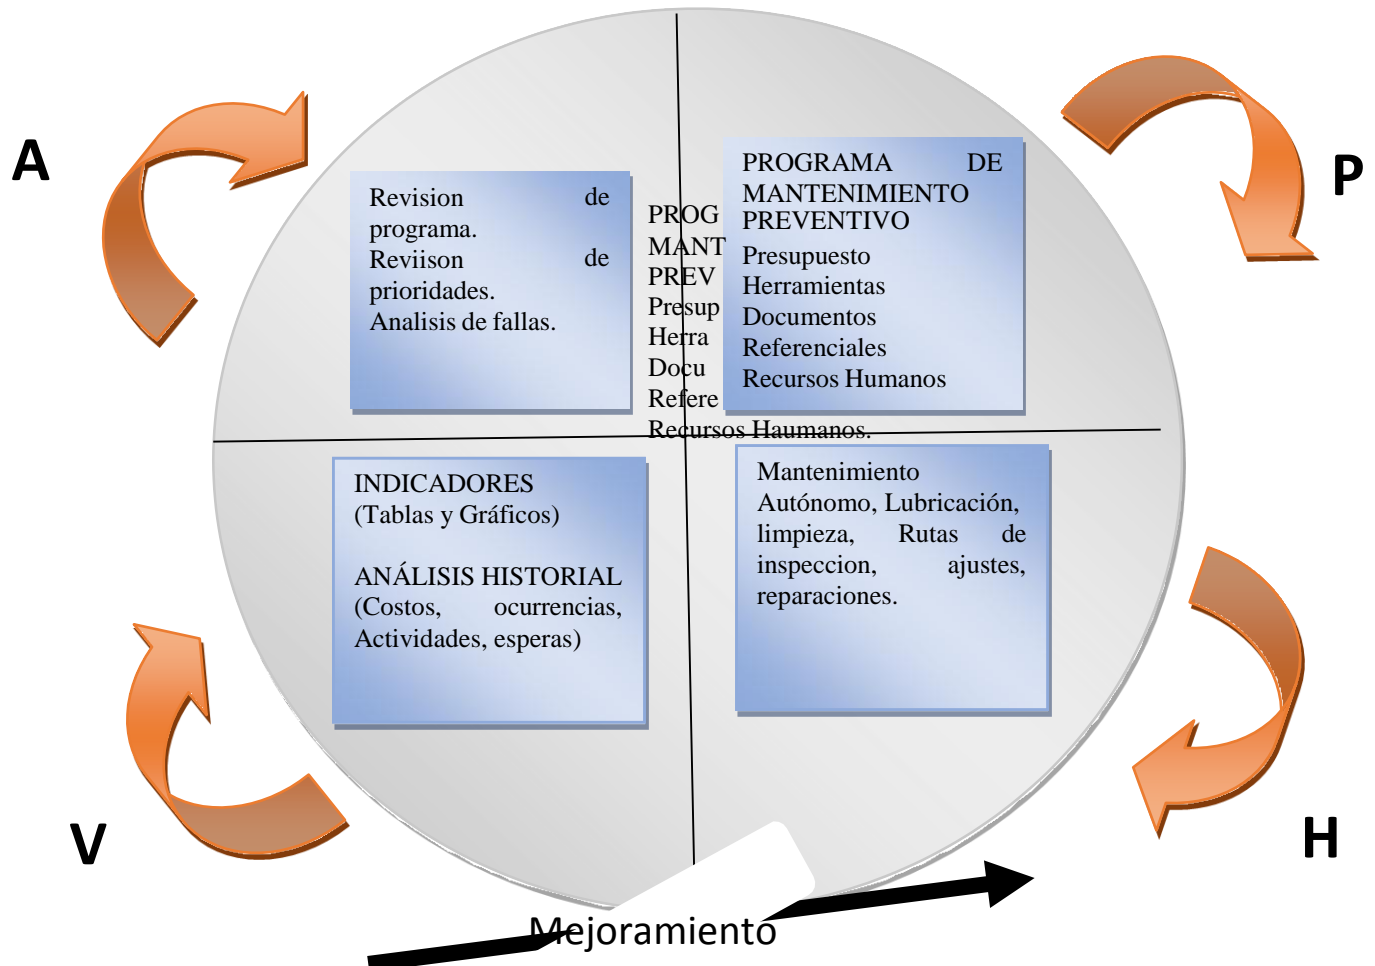 A
P
Revision de
programa.
Reviison de
prioridades.
Analisis de fallas.
PROG
MANT
PREV
Presup
Herra
Docu
Refere
Recursos Haumanos.
PROGRAMA DE
MANTENIMIENTO
PREVENTIVO
Presupuesto
Herramientas
Documentos
Referenciales
Recursos Humanos
INDICADORES
(Tablas y Gráficos)
ANÁLISIS HISTORIAL
(Costos, ocurrencias,
Actividades, esperas)
Mantenimiento
Autónomo, Lubricación,
limpieza, Rutas de
inspeccion, ajustes,
reparaciones.
V
H
Mejoramiento